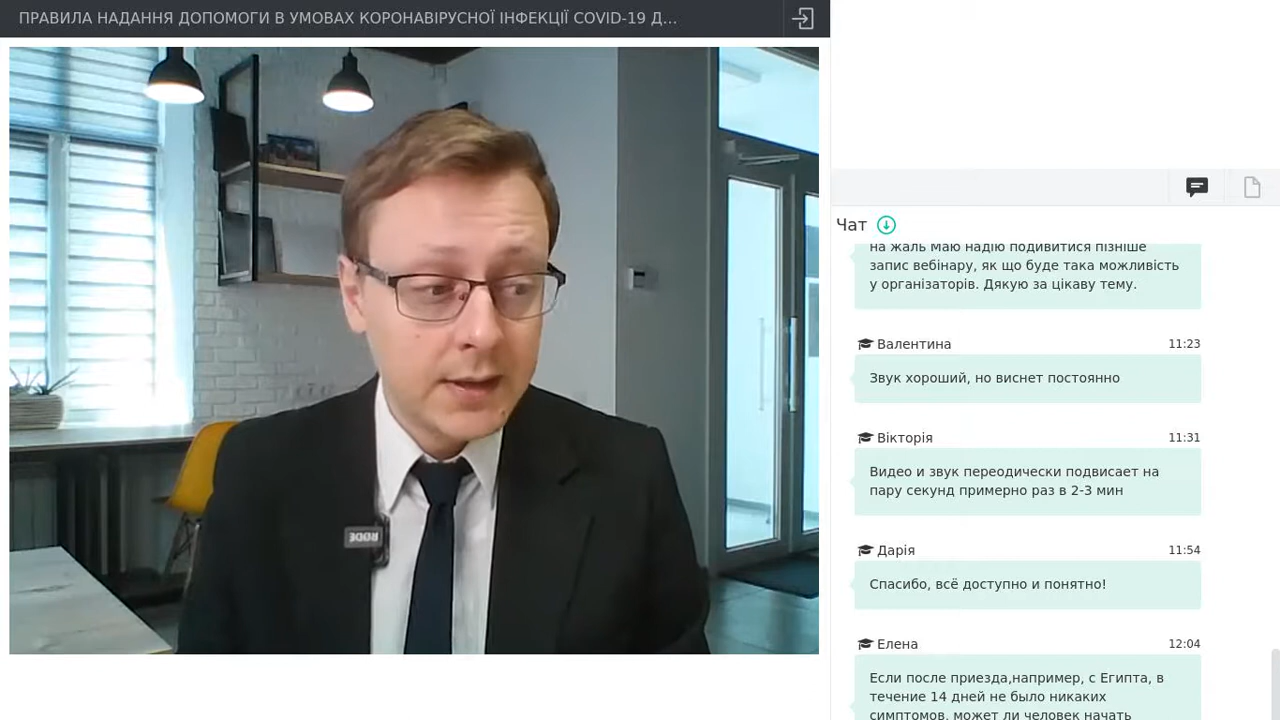 ПРАВИЛА НАДАННЯ ДОПОМОГИ В УМОВАХ КОРОНАВІРУСНОЇ ІНФЕКЦІЇ COVID-19 Д...
RØDE
Чат
на жаль Маю надію подивитися пізніше
запис вебінару, як що буде така можливість
у організаторів. Дякую за цікаву тему.
Валентина 11:23
Звук хороший, но виснет постоянно
Вікторія 11:31
Видео и звук переодически подвисает на
пару секунд примерно раз в 2-3 мин
Дарія 11:54
Спасибо, всё доступно и понятно!
Елена 12:04
Если после приезда,например, с Египта, в
течение 14 дней не было никаких
симптомов, может ли человек начать